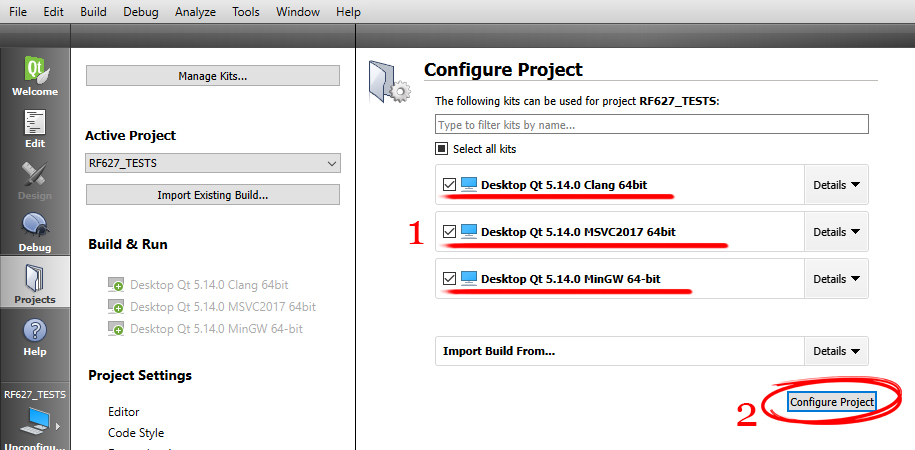 File Edit Build Debug Analyze Tools Window Help
Qt
Welcome
Edit
Design
Debug
Projects
Help
RF627_TESTS
Unconfigu...
Manage Kits...
Active Project
RF627_TESTS
Import Existing Build...
Build & Run
Desktop Qt 5.14.0 Clang 64bit
Desktop Qt 5.14.0 MSVC2017 64bit
Desktop Qt 5.14.0 MinGW 64-bit
Project Settings
Editor
Code Style
Configure Project
The following kits can be used for project RF627_TESTS:
Type to filter kits by name...
Select all kits
Desktop Qt 5.14.0 Clang 64bit Details
1
Desktop Qt 5.14.0 MSVC2017 64bit Details
Desktop Qt 5.14.0 MinGW 64-bit Details
Import Build From... Details
2 Configure Project